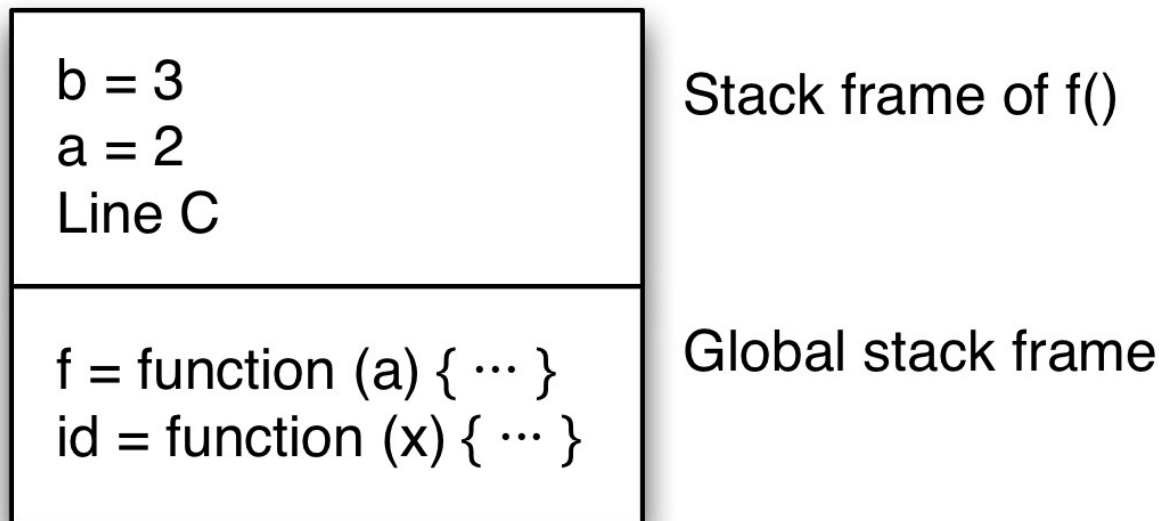 b = 3
a = 2
Line C
Stack frame of f()
f = function (a) { ··· }
id = function (x) { ··· }
Global stack frame